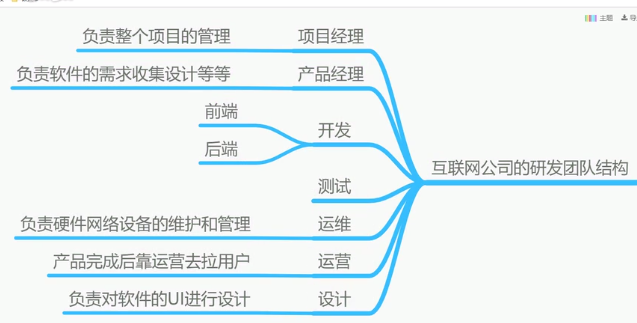 主题
负责整个项目的管理 项目经理
负责软件的需求收集设计等等 产品经理
前端
开发
后端
互联网公司的研发团队结构
测试
负责硬件网络设备的维护和管理 运维
产品完成后靠运营去拉用户 运营
负责对软件的UI进行设计 设计